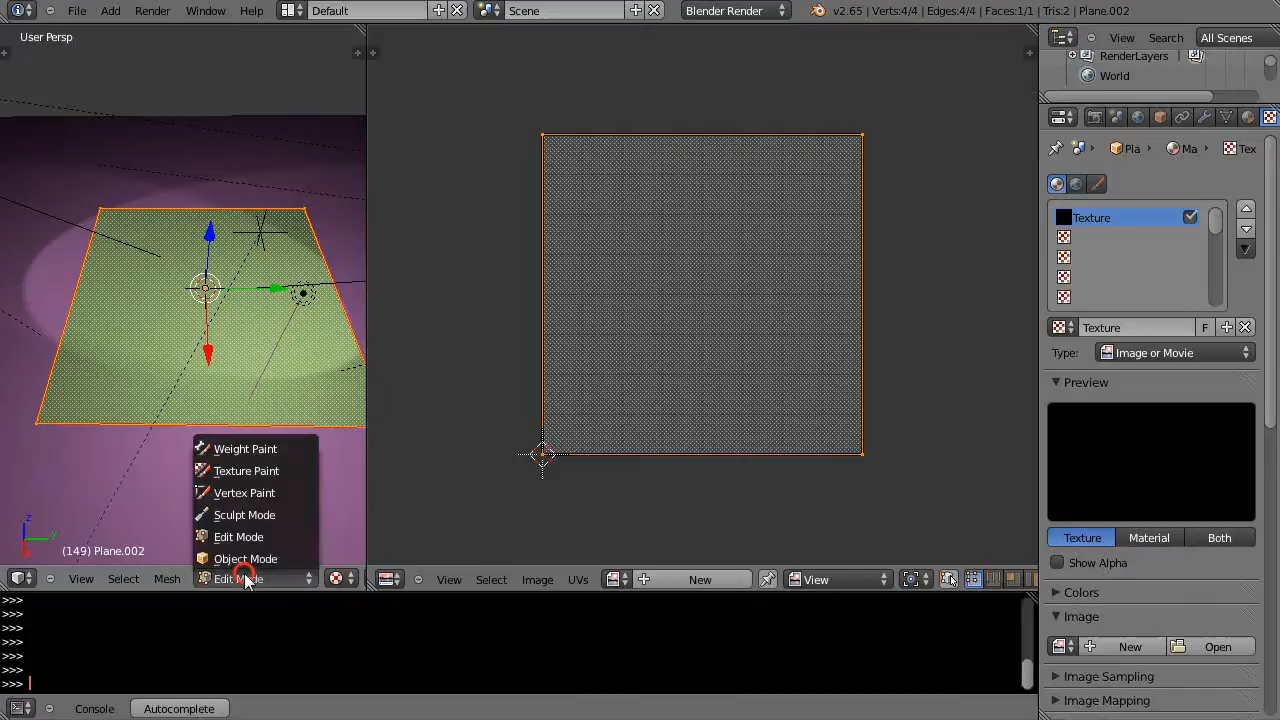 File Add Render Window Help Default Scene Blender Render v2.65 | Verts:4/4 | Edges:4/4 | Faces:1/1 | Tris:2 | Plane.002
User Persp
View Search All Scenes
RenderLayers
World
Pla Ma Tex
Texture
Texture F
Type: Image or Movie
Preview
Texture Material Both
Show Alpha
Colors
Image
New Open
Image Sampling
Image Mapping
Weight Paint
Texture Paint
Vertex Paint
Sculpt Mode
Edit Mode
Object Mode
z
y
(149) Plane.002
View Select Mesh Edit Mode
View Select Image UVs New View
>>>
>>>
>>>
>>>
>>>
>>>
>>>
Console Autocomplete